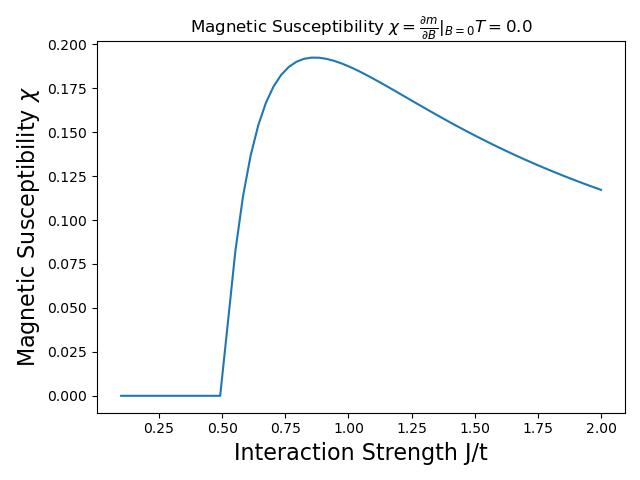 Magnetic Susceptibility χ = ∂m/∂B|B=0T = 0.0
0.200
0.175
0.150
0.125
0.100
0.075
0.050
0.025
0.000
Magnetic Susceptibility χ
0.25 0.50 0.75 1.00 1.25 1.50 1.75 2.00
Interaction Strength J/t